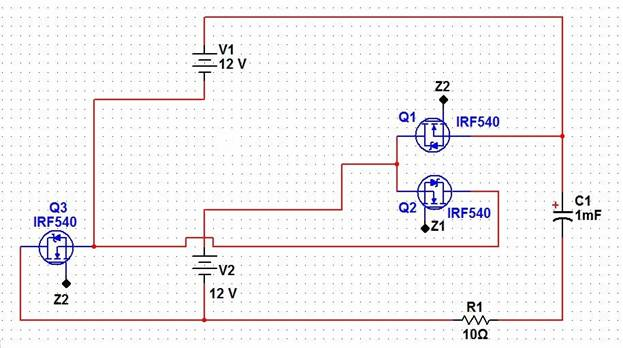 V1
12 V
Z2
Q1
IRF540
Q2
IRF540
Z1
+
C1
1mF
Q3
IRF540
Z2
V2
12 V
R1
10Ω